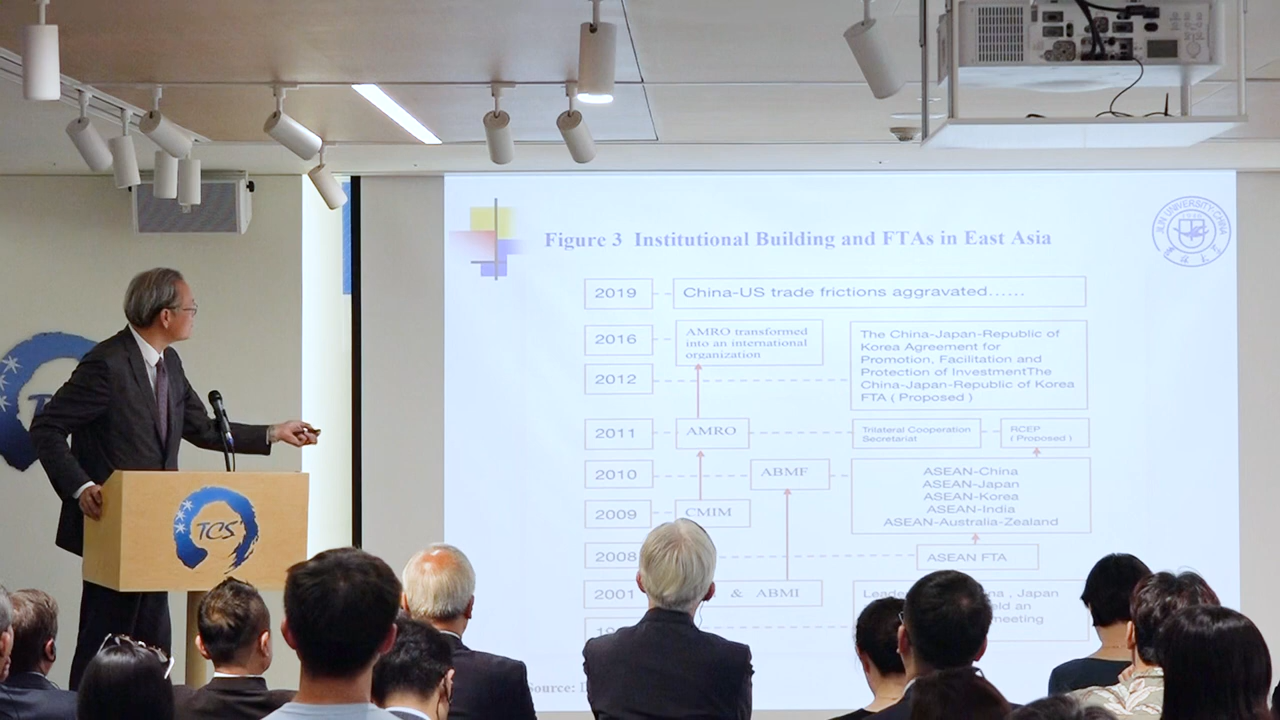 Figure 3 Institutional Building and FTAs in East Asia
JLIN UNIVERSITY·CHINA
2019
China-US trade frictions aggravated......
2016
AMRO transformed
into an international
organization
The China-Japan-Republic of
Korea Agreement for
Promotion, Facilitation and
Protection of InvestmentThe
China-Japan-Republic of Korea
FTA ( Proposed )
2012
2011
AMRO
Trilateral Cooperation
Secretariat
RCEP
( Proposed )
2010
ABMF
ASEAN-China
ASEAN-Japan
ASEAN-Korea
ASEAN-India
ASEAN-Australia-Zealand
2009
CMIM
2008
ASEAN FTA
2001
& ABMI
, Japan
meeting
Source:
TCS